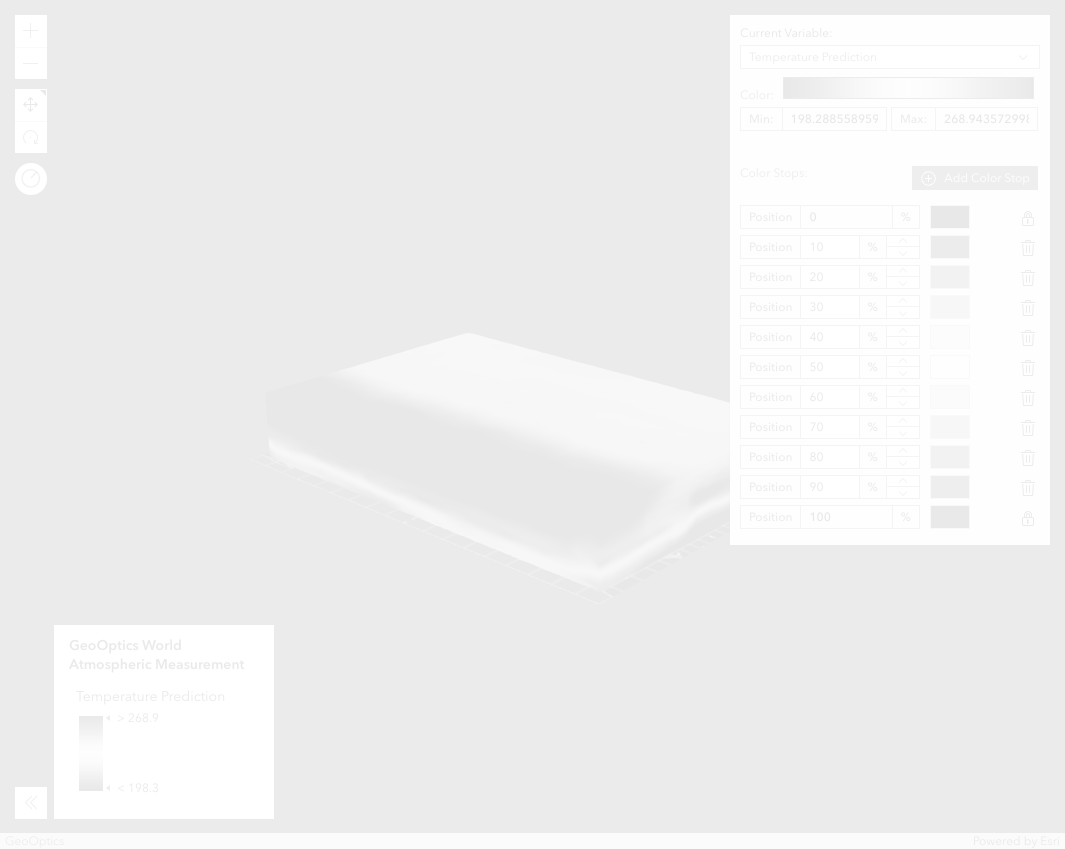 Current Variable:
Temperature Prediction
Color:
Min: 198.288558959 Max: 268.94357299
Color Stops:
Add Color Stop
Position 0 %
Position 10 %
Position 20 %
Position 30 %
Position 40 %
Position 50 %
Position 60 %
Position 70 %
Position 80 %
Position 90 %
Position 100 %
GeoOptics World
Atmospheric Measurement
Temperature Prediction
> 268.9
< 198.3
GeoOptics
Powered by Esri